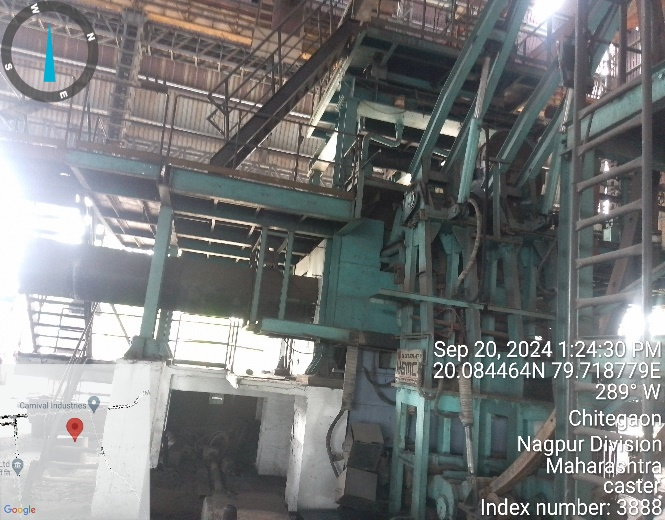 W
N
S
E
Sep 20, 2024 1:24:30 PM
20.084464N 79.718779E
289° W
Chitegaon
Nagpur Division
Maharashtra
caster
Index number: 3888
Carnival Industries
Google